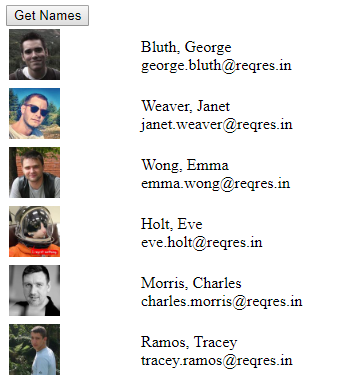 Get Names
Bluth, George
george.bluth@reqres.in
Weaver, Janet
janet.weaver@reqres.in
Wong, Emma
emma.wong@reqres.in
Holt, Eve
eve.holt@reqres.in
Morris, Charles
charles.morris@reqres.in
Ramos, Tracey
tracey.ramos@reqres.in